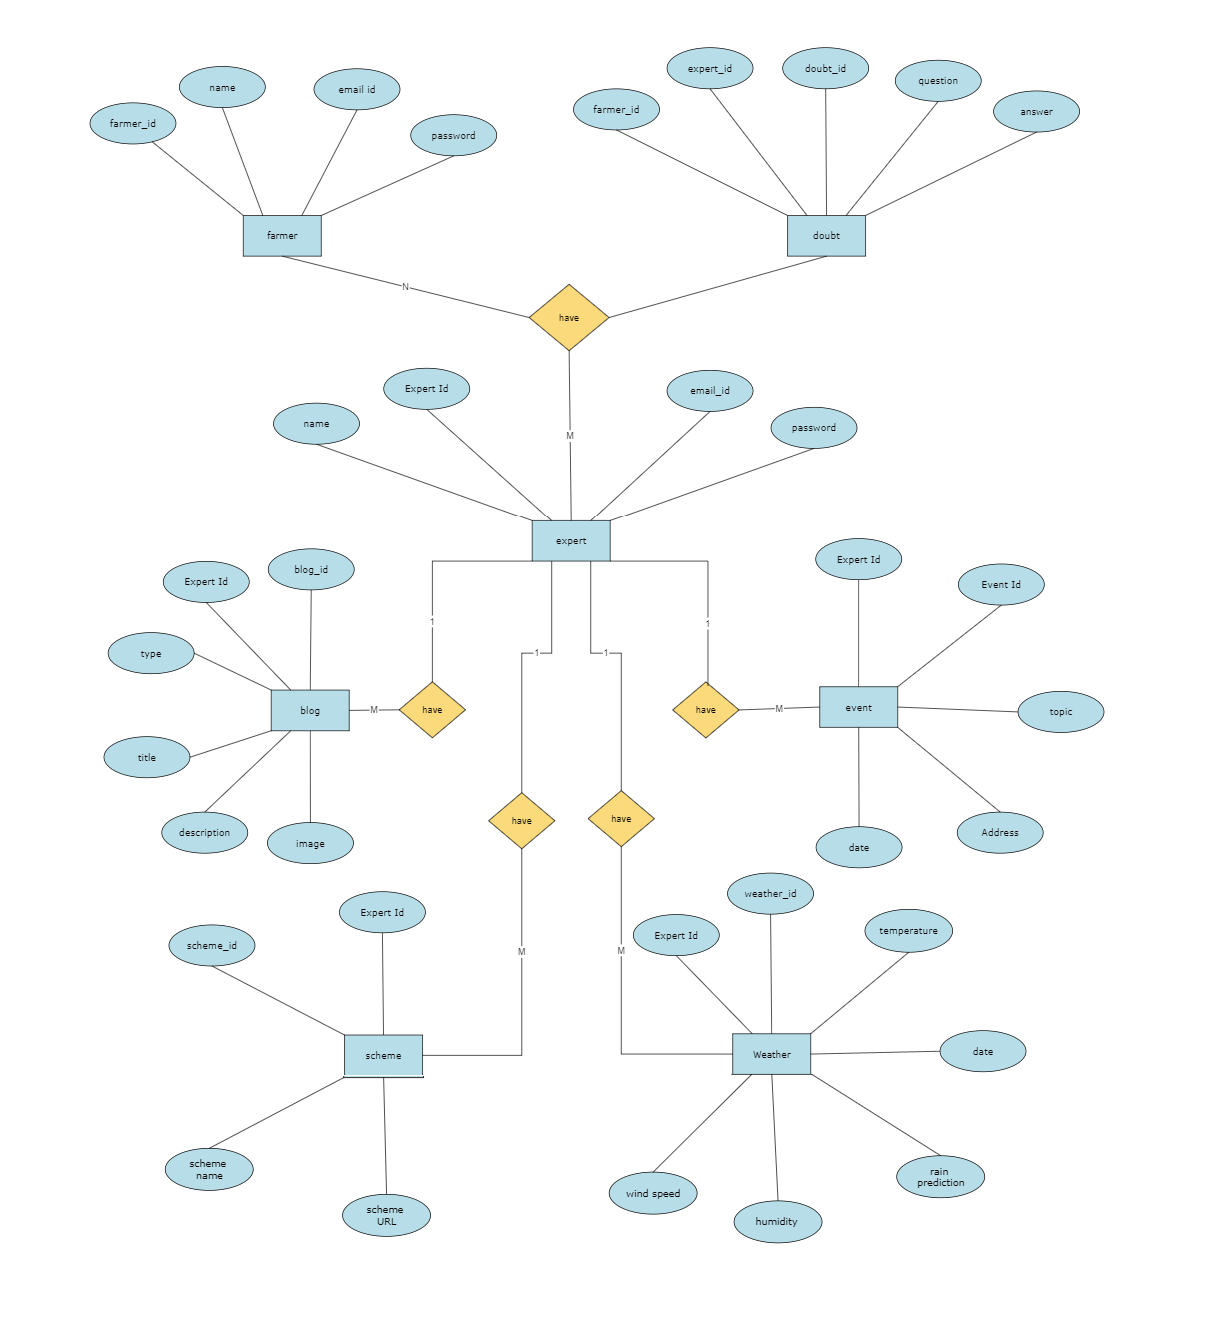 name
email id
farmer_id
password
farmer
expert_id
doubt_id
question
farmer_id
answer
doubt
N
have
M
name
Expert Id
email_id
password
expert
Expert Id
blog_id
type
blog
title
description
image
M
have
1
1
have
M
1
have
M
1
have
M
Expert Id
Event Id
event
topic
Address
date
scheme_id
Expert Id
scheme
scheme
name
scheme
URL
Expert Id
weather_id
temperature
Weather
date
wind speed
humidity
rain
prediction